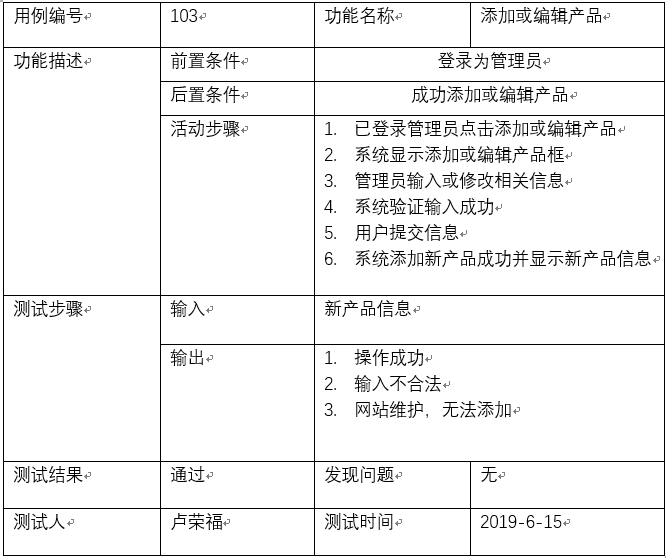 用例编号 103 功能名称 添加或编辑产品
功能描述 前置条件 登录为管理员
后置条件 成功添加或编辑产品
活动步骤 1. 已登录管理员点击添加或编辑产品
2. 系统显示添加或编辑产品框
3. 管理员输入或修改相关信息
4. 系统验证输入成功
5. 用户提交信息
6. 系统添加新产品成功并显示新产品信息
测试步骤 输入 新产品信息
输出 1. 操作成功
2. 输入不合法
3. 网站维护，无法添加
测试结果 通过 发现问题 无
测试人 卢荣福 测试时间 2019-6-15